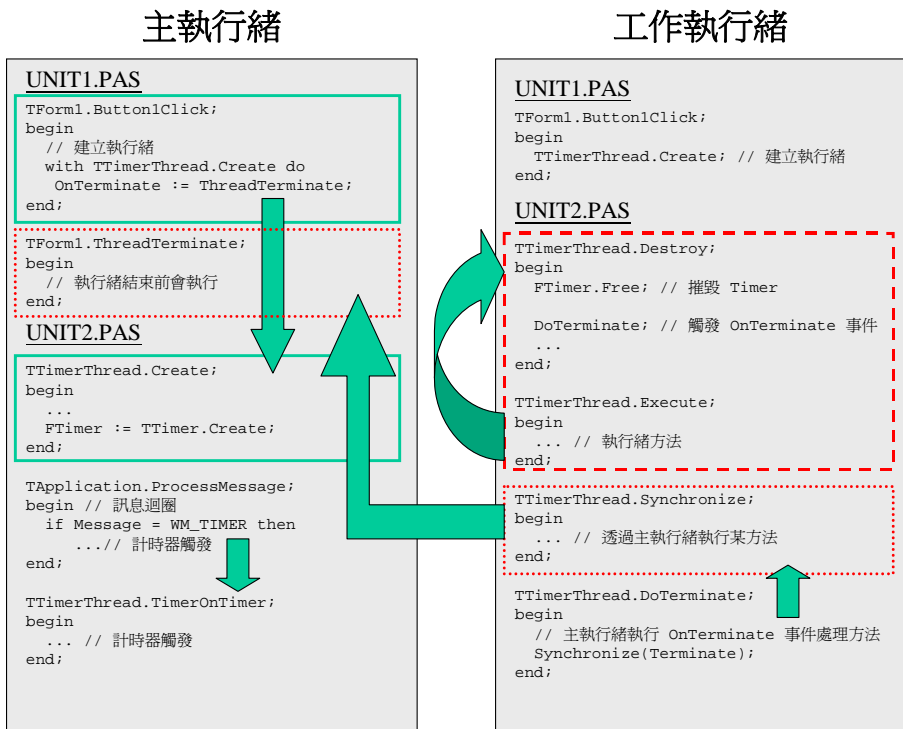 主執行緒
UNIT1.PAS
TForm1.Button1Click;
begin
// 建立執行緒
with TTimerThread.Create do
OnTerminate := ThreadTerminate;
end;
TForm1.ThreadTerminate;
begin
// 執行緒結束前會執行
end;
UNIT2.PAS
TTimerThread.Create;
begin
...
FTimer := TTimer.Create;
end;
TApplication.ProcessMessage;
begin // 訊息迴圈
if Message = WM_TIMER then
...// 計時器觸發
end;
TTimerThread.TimerOnTimer;
begin
... // 計時器觸發
end;
工作執行緒
UNIT1.PAS
TForm1.Button1Click;
begin
TTimerThread.Create; // 建立執行緒
end;
UNIT2.PAS
TTimerThread.Destroy;
begin
FTimer.Free; // 摧毀 Timer
DoTerminate; // 觸發 OnTerminate 事件
...
end;
TTimerThread.Execute;
begin
... // 執行緒方法
end;
TTimerThread.Synchronize;
begin
... // 透過主執行緒執行某方法
end;
TTimerThread.DoTerminate;
begin
// 主執行緒執行 OnTerminate 事件處理方法
Synchronize(Terminate);
end;